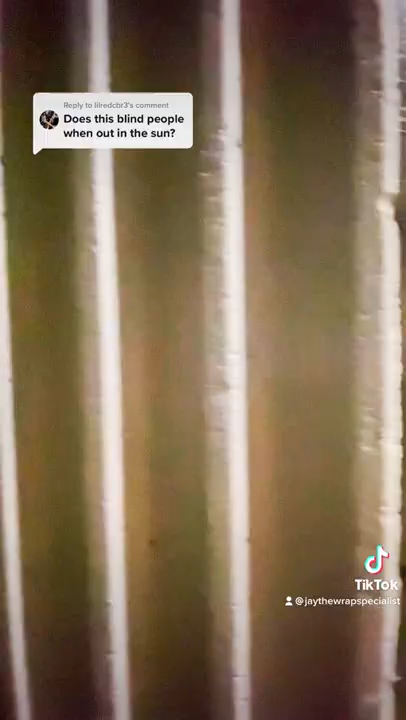 Reply to lilredcbr3's comment
Does this blind people
when out in the sun?
TikTok
@jaythewrapspecialist